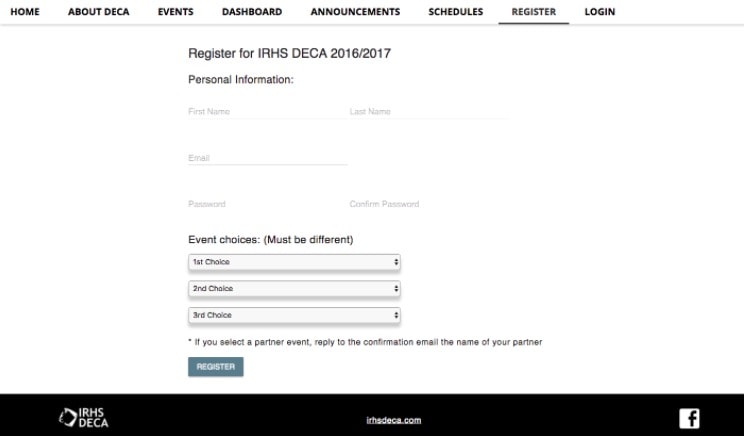 HOME ABOUT DECA EVENTS DASHBOARD ANNOUNCEMENTS SCHEDULES REGISTER LOGIN
Register for IRHS DECA 2016/2017
Personal Information:
First Name Last Name
Email
Password Confirm Password
Event choices: (Must be different)
1st Choice
2nd Choice
3rd Choice
* If you select a partner event, reply to the confirmation email the name of your partner
REGISTER
IRHS
DECA
irhsdeca.com
f